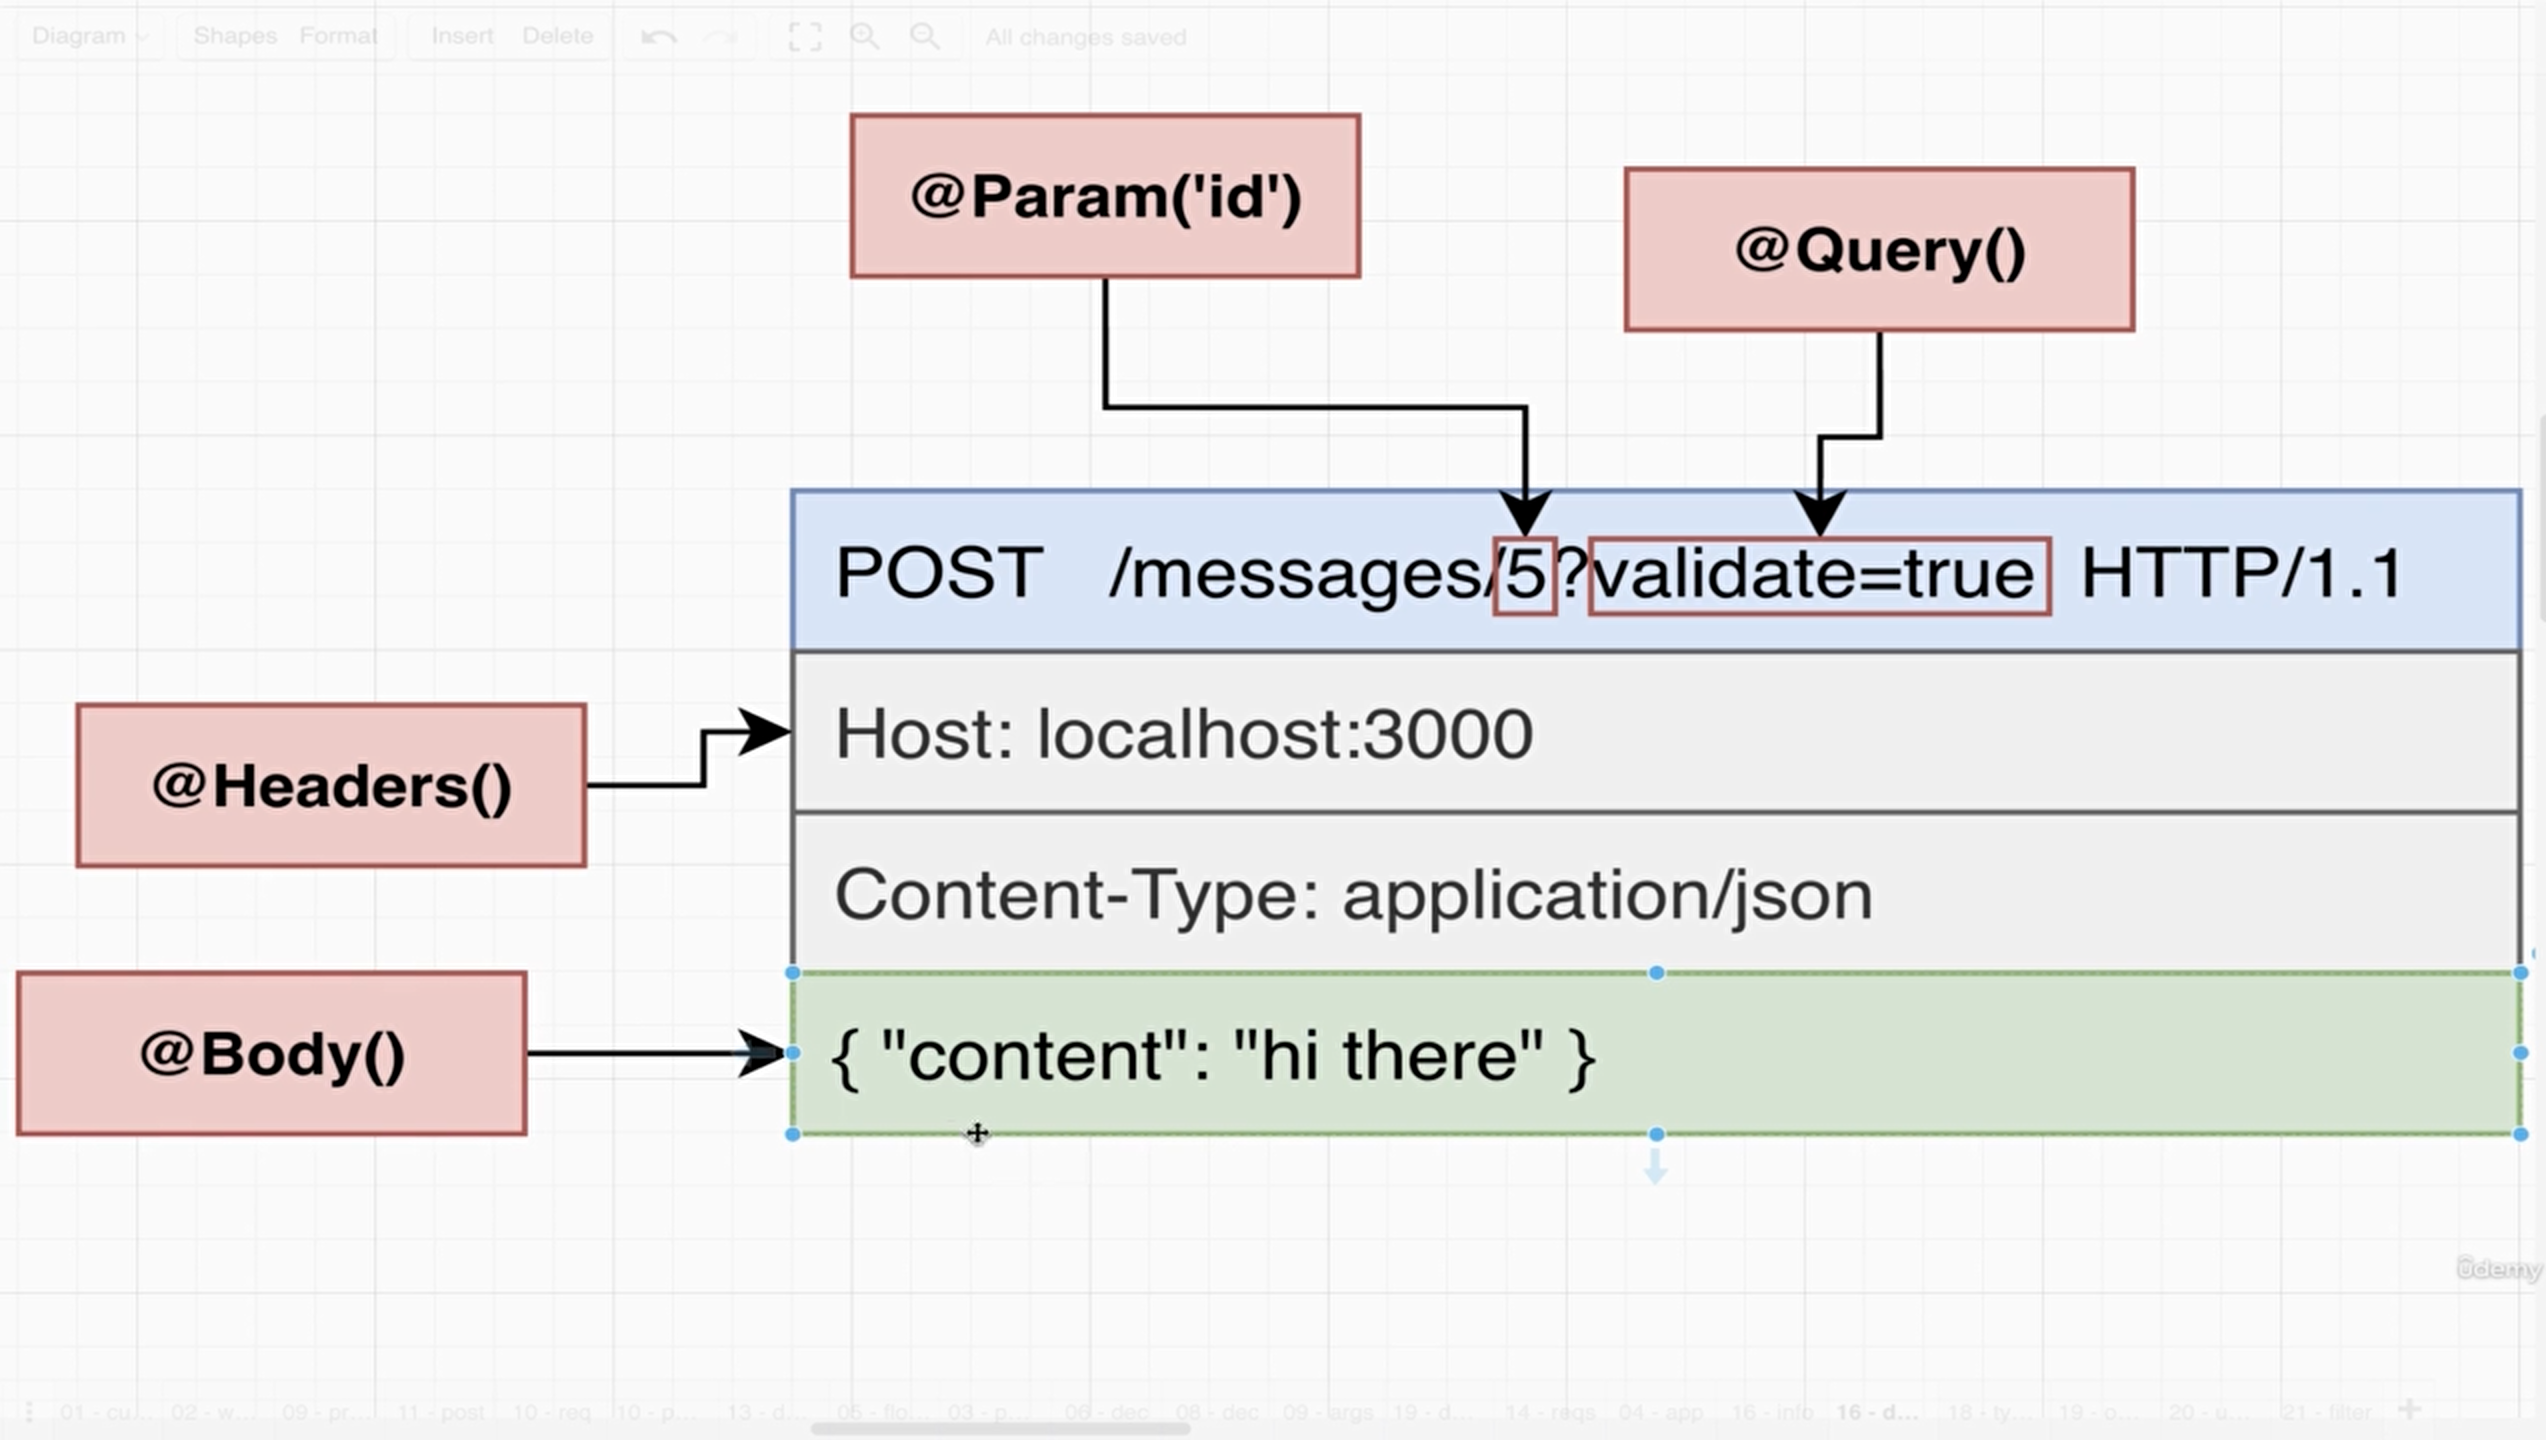 Diagram Shapes Format Insert Delete All changes saved
@Param('id')
@Query()
POST /messages/5?validate=true HTTP/1.1
@Headers()
Host: localhost:3000
Content-Type: application/json
@Body()
{ "content": "hi there" }
ûdemy
01 - cu... 02 - w... 09 - pr... 11 - post 10 - req 10 - p... 13 - d... 05 - flo... 03 - p... 06 - dec 08 - dec 09 - args 19 - d... 14 - reqs 04 - app 16 - info 16 - d... 18 - ty... 19 - o... 20 - u... 21 - filter